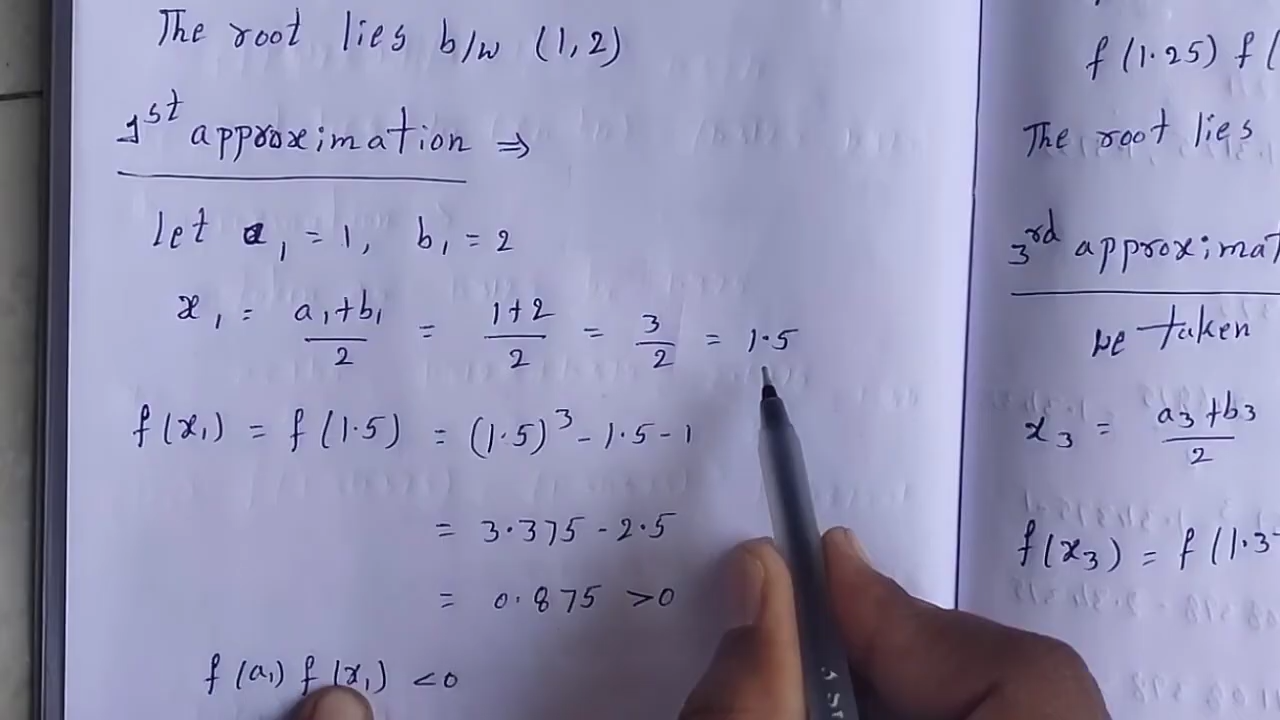 The root lies b/w (1,2)
1st approximation ⇒
Let a₁ = 1, b₁ = 2
x₁ = a₁+b₁/2 = 1+2/2 = 3/2 = 1.5
f(x₁) = f(1.5) = (1.5)³ - 1.5 - 1
= 3.375 - 2.5
= 0.875 >0
f(a₁) f(x₁) <0
f(1.25) f(
The root lies
3rd approximat
we taken
x₃ = a₃+b₃/2
f(x₃) = f(1.3